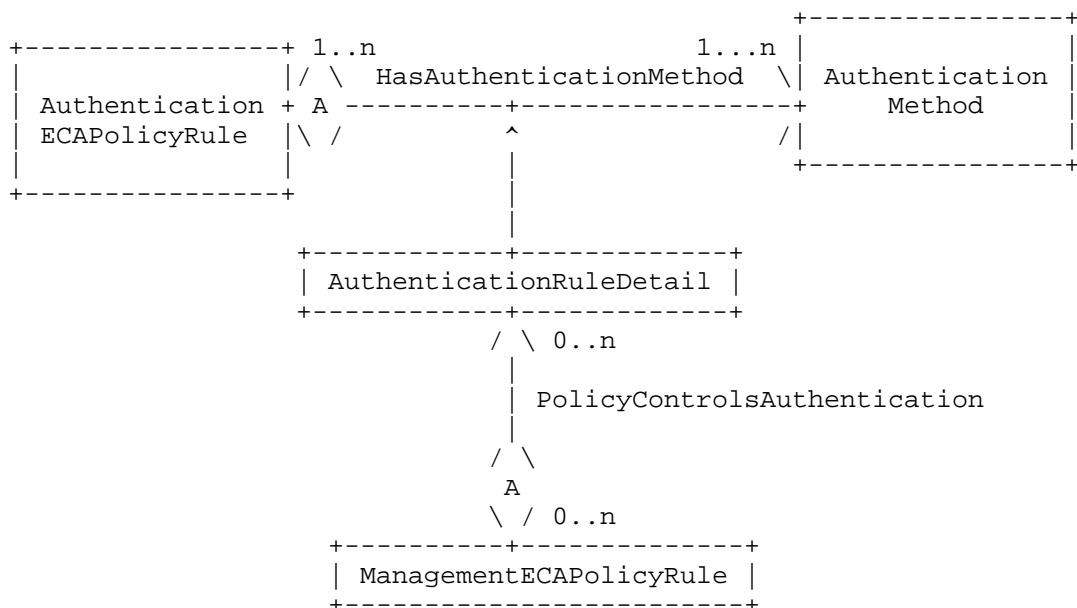 1..n 1...n
HasAuthenticationMethod Authentication
Authentication A Method
ECAPolicyRule
AuthenticationRuleDetail
0..n
PolicyControlsAuthentication
A
0..n
ManagementECAPolicyRule